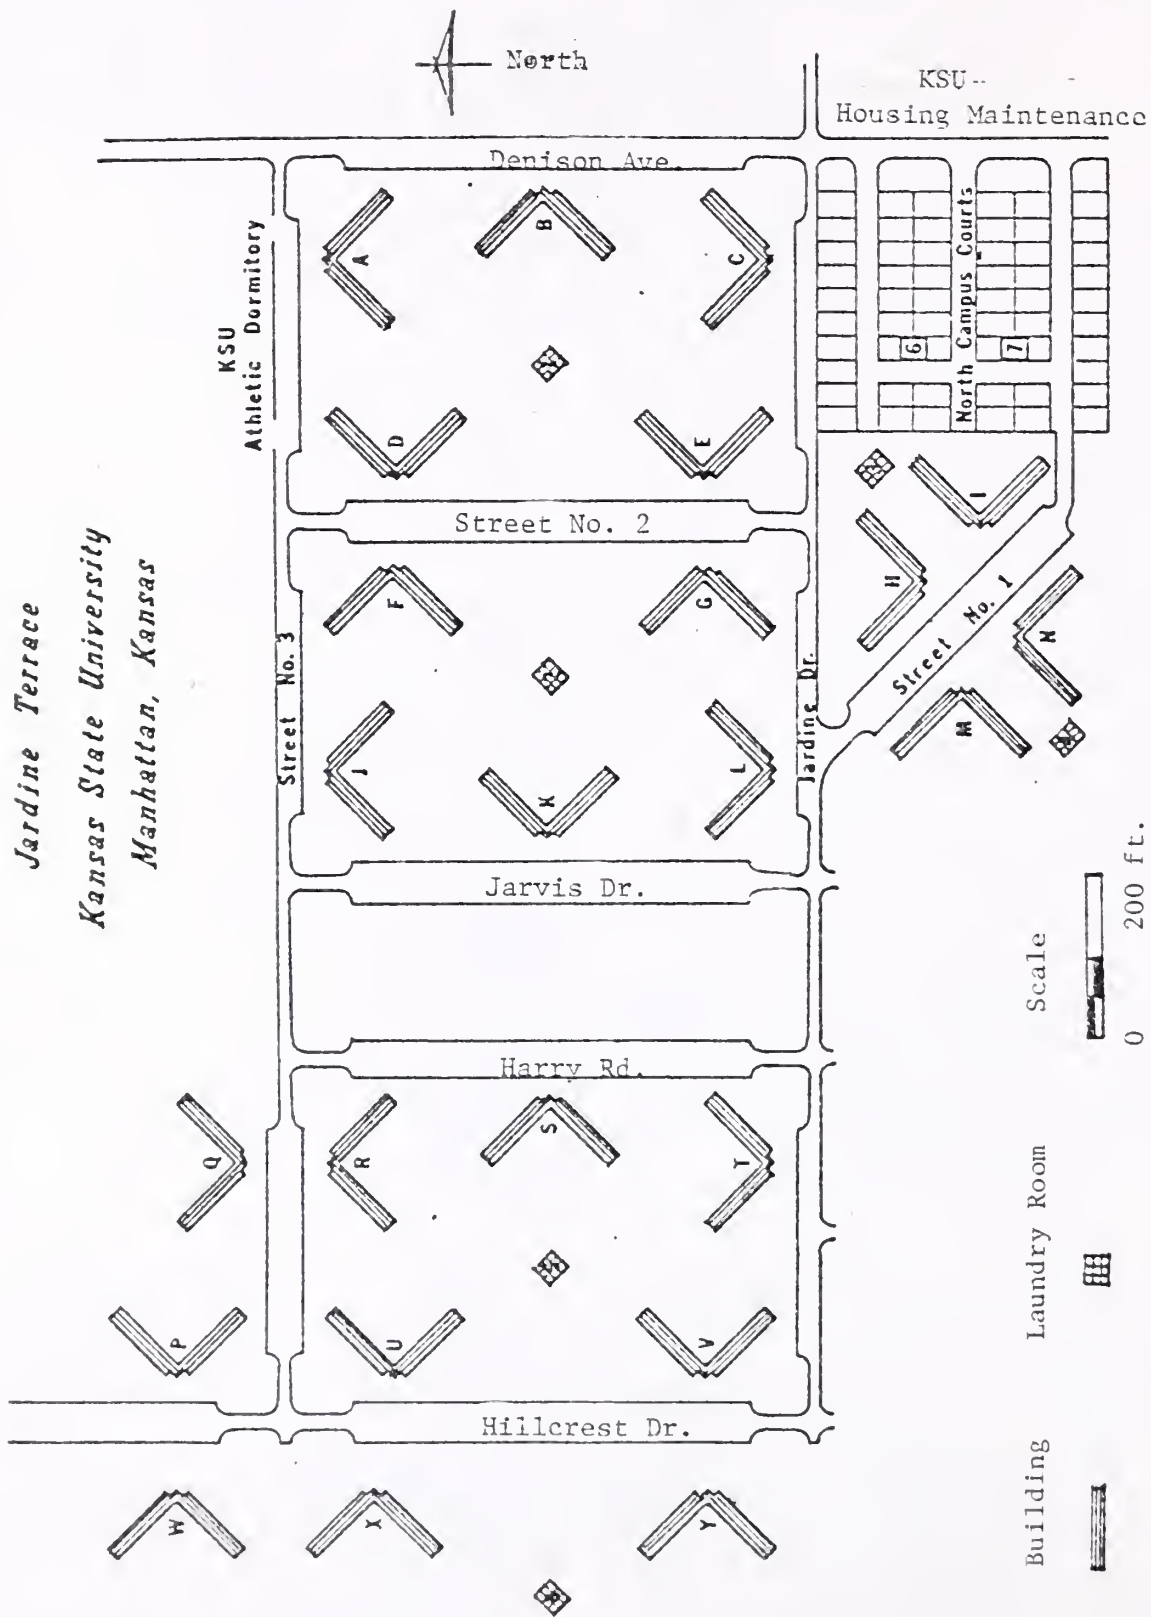 Jardine Terrace
Kansas State University
Manhattan, Kansas
North
KSU
Housing Maintenance
Denison Ave.
KSU
Athletic Dormitory
North Campus Courts
A
B
C
D
E
6
7
Street No. 2
Street No. 3
Jardine Dr.
Street No. 1
F
G
H
I
J
K
L
M
N
Jarvis Dr.
Harry Rd.
Q
R
S
T
P
U
V
Hillcrest Dr.
W
X
Y
Building
Laundry Room
Scale
0 200 ft.